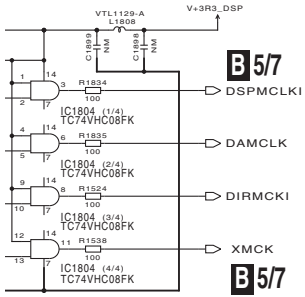 VTL1129-A
L1808
V+3R3_DSP
C1899
NM
C1898
NM
B 5/7
14
1
2
3
7
R1834
100
DSPMCLKI
IC1804 (1/4)
TC74VHC08FK
14
4
5
6
7
R1835
100
DAMCLK
IC1804 (2/4)
TC74VHC08FK
14
9
10
8
7
R1524
100
DIRMCKI
IC1804 (3/4)
TC74VHC08FK
14
12
13
11
7
R1538
100
XMCK
IC1804 (4/4)
TC74VHC08FK
B 5/7